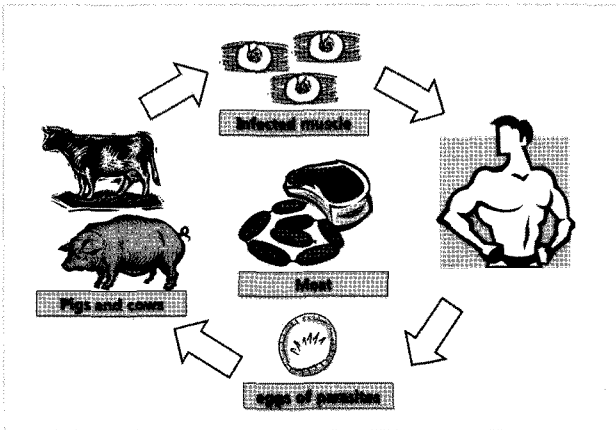 Infected muscle
Meat
Pigs and cows
eggs of parasites